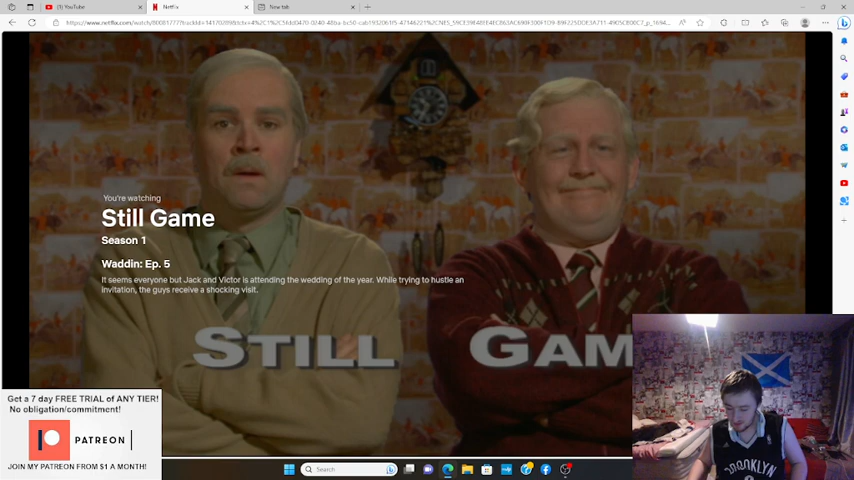 (1) YouTube
Netflix
New tab
You're watching
Still Game
Season 1
Waddin: Ep. 5
It seems everyone but Jack and Victor is attending the wedding of the year. While trying to hustle an
invitation, the guys receive a shocking visit.
STILL GAM
Get a 7 day FREE TRIAL of ANY TIER!
No obligation/commitment!
PATREON
JOIN MY PATREON FROM $1 A MONTH!
BROOKLYN
Search